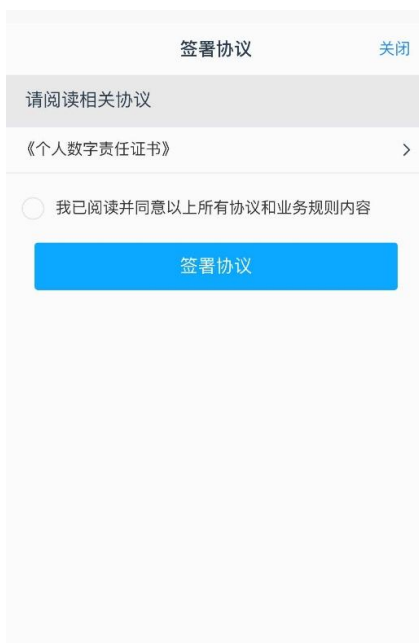 签署协议
关闭
请阅读相关协议
《个人数字责任证书》
我已阅读并同意以上所有协议和业务规则内容
签署协议